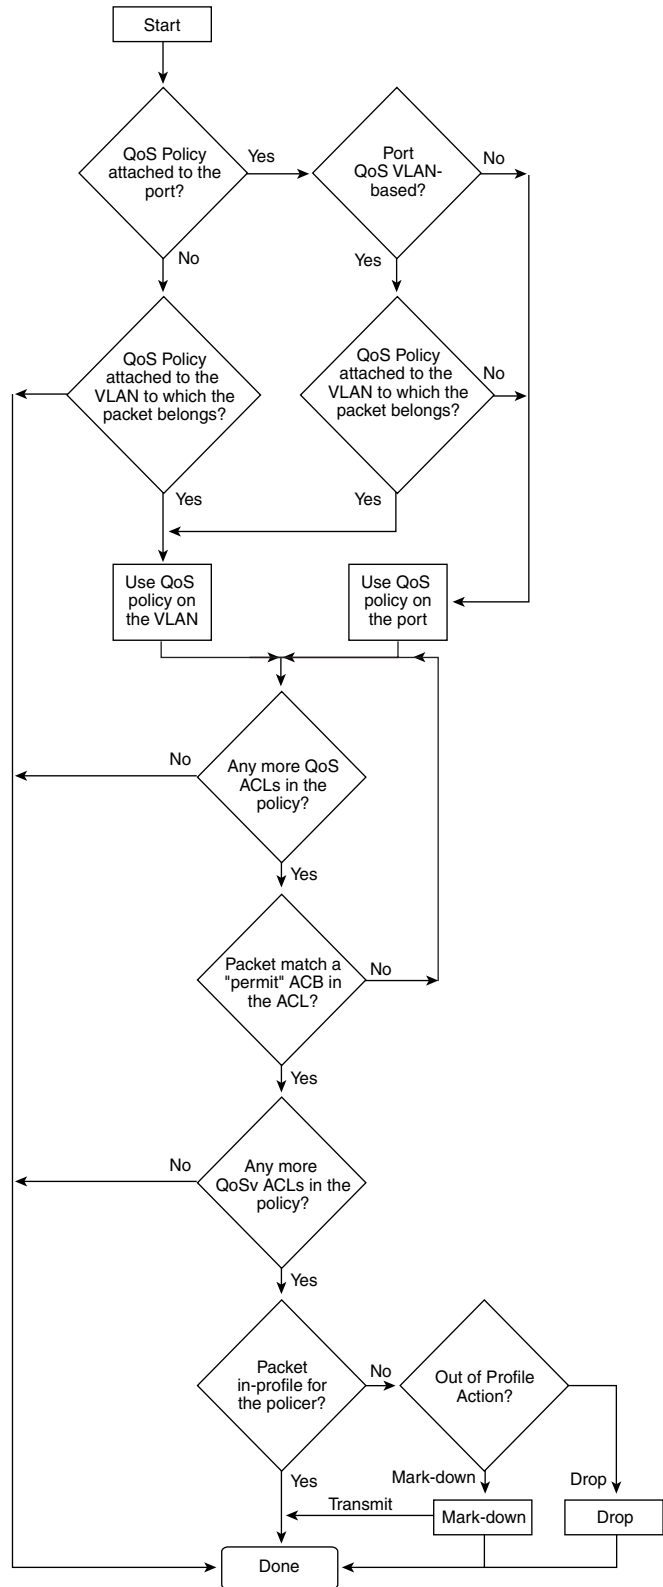 Start
QoS Policy
attached to the
port?
Yes
Port
QoS VLAN-
based?
No
No
Yes
QoS Policy
attached to the
VLAN to which the
packet belongs?
QoS Policy
attached to the
VLAN to which the
packet belongs?
No
Yes
Yes
Use QoS
policy on
the VLAN
Use QoS
policy on
the port
No
Any more QoS
ACLs in the
policy?
Yes
Packet match a
"permit" ACB in
the ACL?
No
Yes
No
Any more
QoSv ACLs in the
policy?
Yes
Packet
in-profile for
the policer?
No
Out of Profile
Action?
Yes
Mark-down
Drop
Transmit
Mark-down
Drop
Done